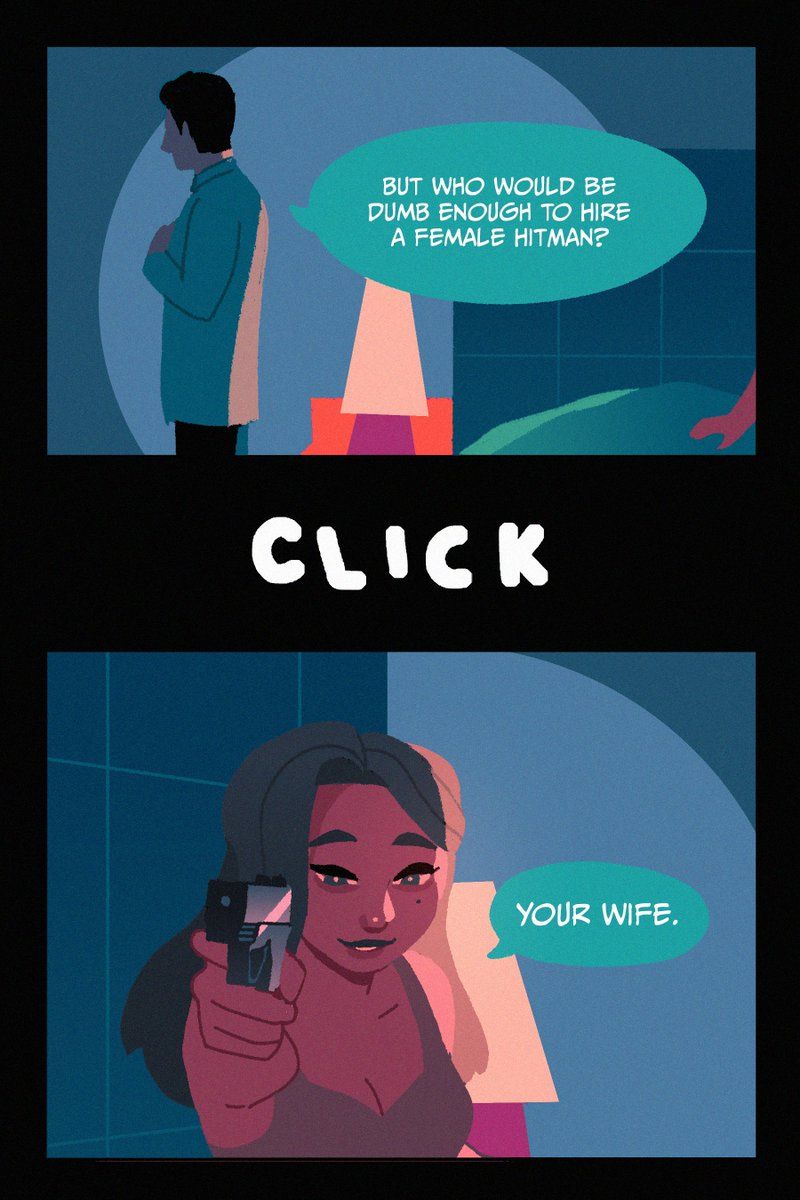 BUT WHO WOULD BE
DUMB ENOUGH TO HIRE
A FEMALE HITMAN?
CLICK
YOUR WIFE.